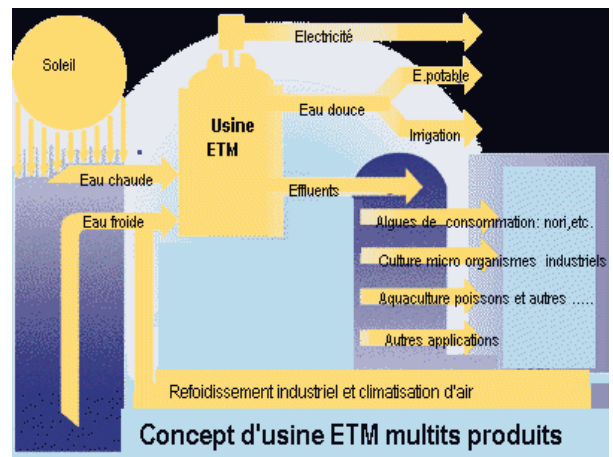 Electricité
Soleil
E.potable
Usine
ETM
Eau douce
Irrigation
Eau chaude
Effluents
Eau froide
Algues de consommation: nori,etc.
Culture micro organismes industriels
Aquaculture poissons et autres .....
Autres applications
Refoidissement industriel et climatisation d'air
Concept d'usine ETM multits produits